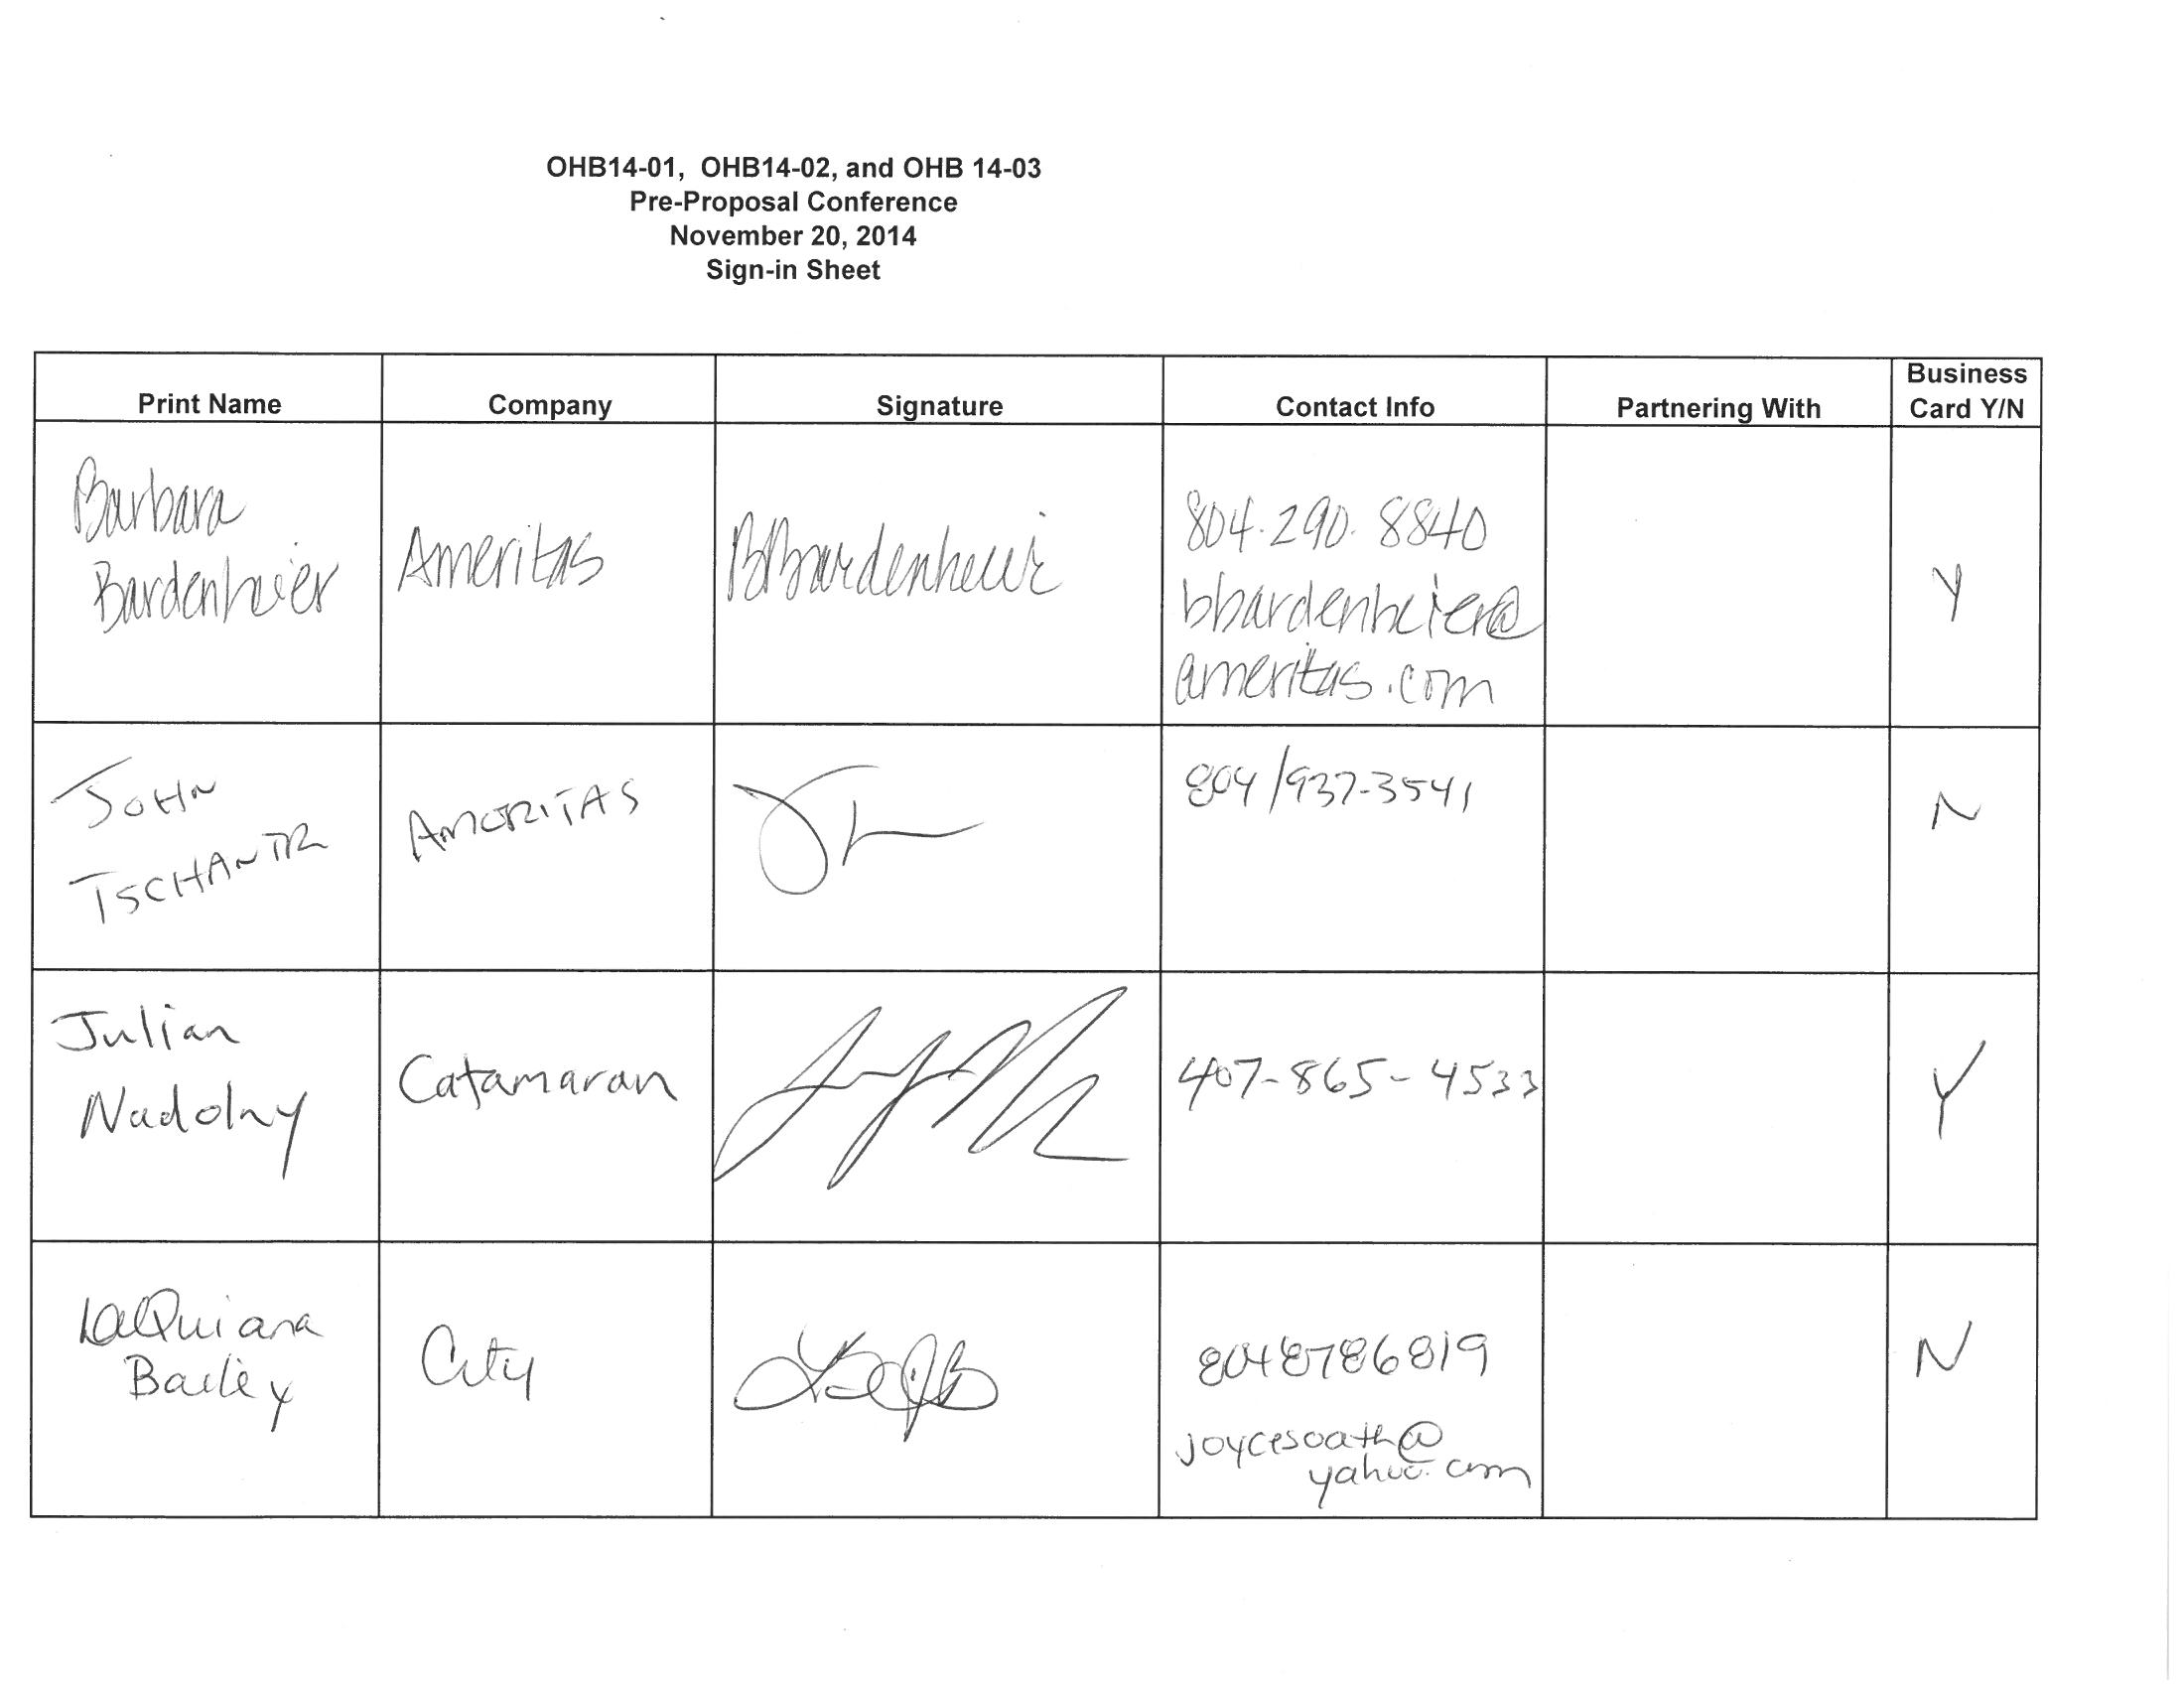 OHB14-01, OHB14-02, and OHB 14-03
Pre-Proposal Conference
November 20, 2014
Sign-in Sheet
Print Name
Company
Signature
Contact Info
Partnering With
Business
Card Y/N
Barbara
Bardenheier
Ameritas
BBardenheier
804.290.8840
bbardenheier@
ameritas.com
Y
JOHN
AMERITAS
804/937-3541
N
Julian
Nadolny
Catamaran
407-865-4533
Y
LaQuiana
Bailey
City
8048786819
joycesoath@
yahoo.com
N